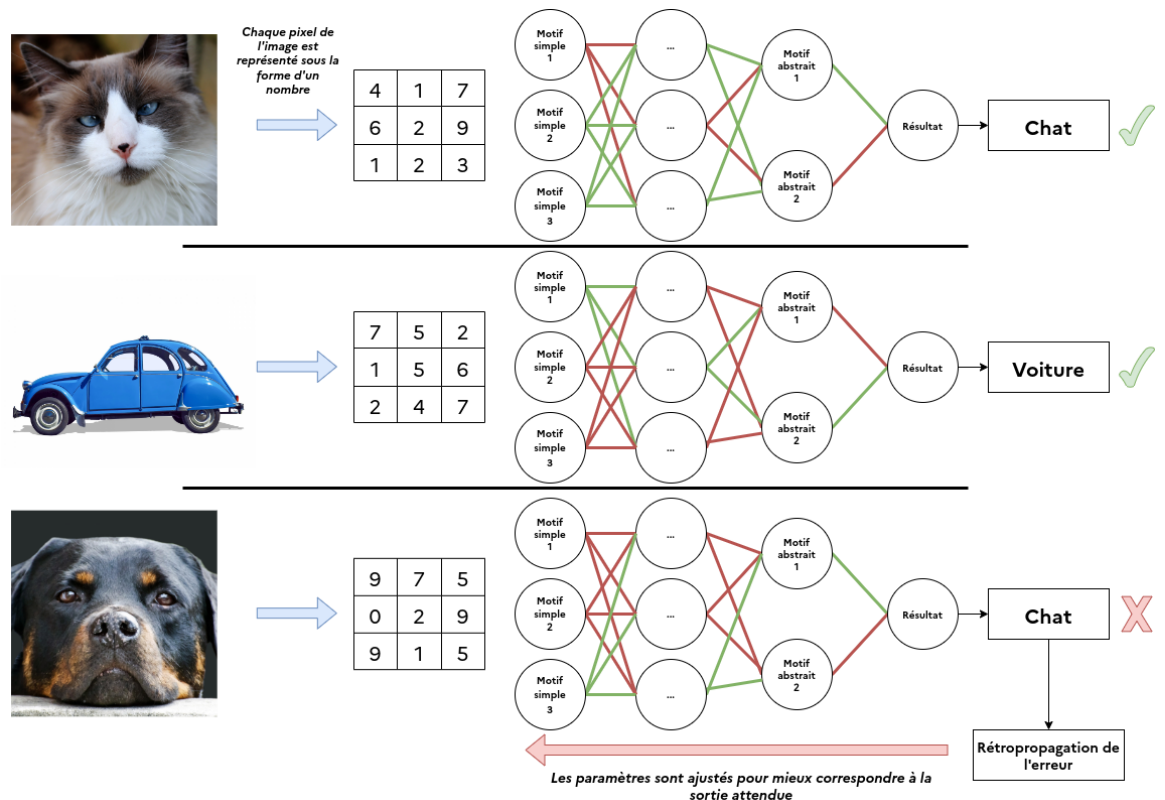 Chaque pixel de
l'image est
représenté sous la
forme d'un
nombre
4 1 7
6 2 9
1 2 3
Motif
simple
1
Motif
simple
2
Motif
simple
3
...
...
...
Motif
abstrait
1
Motif
abstrait
2
Résultat
Chat
7 5 2
1 5 6
2 4 7
Motif
simple
1
Motif
simple
2
Motif
simple
3
...
...
...
Motif
abstrait
1
Motif
abstrait
2
Résultat
Voiture
9 7 5
0 2 9
9 1 5
Motif
simple
1
Motif
simple
2
Motif
simple
3
...
...
...
Motif
abstrait
1
Motif
abstrait
2
Résultat
Chat
X
Rétropropagation de
l'erreur
Les paramètres sont ajustés pour mieux correspondre à la
sortie attendue